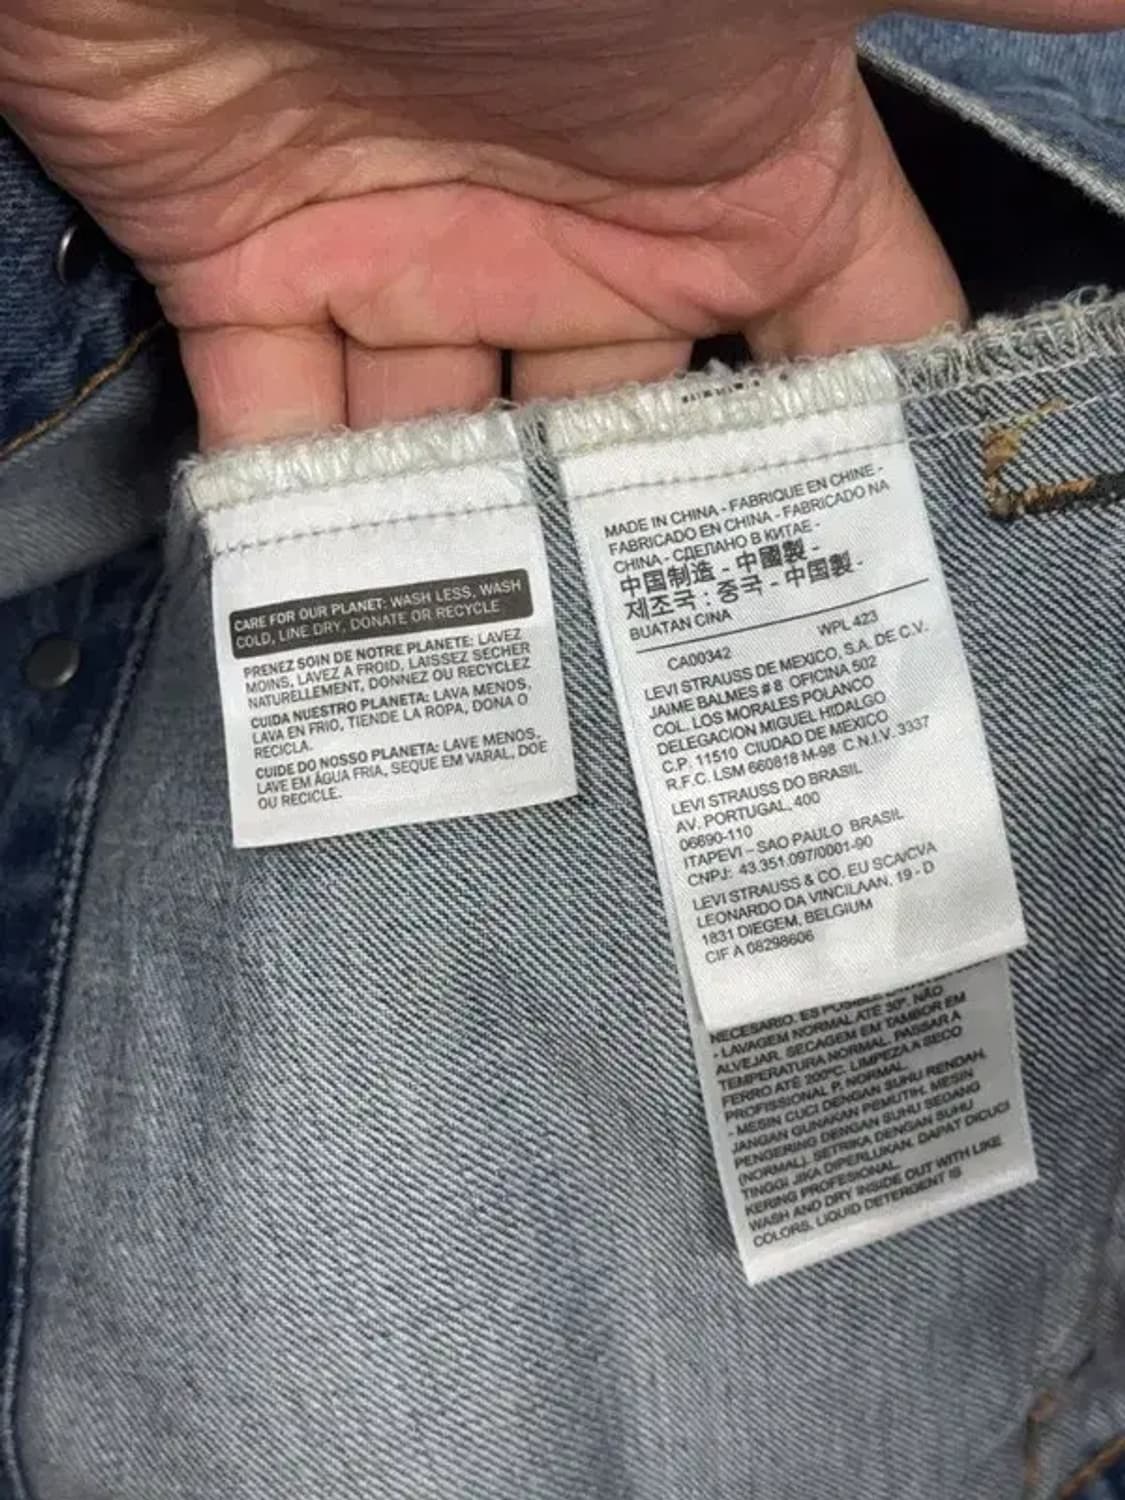 CARE FOR OUR PLANET: WASH LESS, WASH
COLD, LINE DRY, DONATE OR RECYCLE
PRENEZ SOIN DE NOTRE PLANETE: LAVEZ
MOINS, LAVEZ A FROID, LAISSEZ SECHER
NATURELLEMENT, DONNEZ OU RECYCLEZ
CUIDA NUESTRO PLANETA: LAVA MENOS,
LAVA EN FRIO, TIENDE LA ROPA, DONA O
RECICLA.
CUIDE DO NOSSO PLANETA: LAVE MENOS,
LAVE EM ÁGUA FRIA, SEQUE EM VARAL, DOE
OU RECICLE.
MADE IN CHINA - FABRIQUE EN CHINE -
FABRICADO EN CHINA - FABRICADO NA
CHINA - СДЕЛАНО В КИТАЕ -
中国制造 - 中國製 -
제조국 : 중국 - 中国製 -
BUATAN CINA
WPL 423
CA00342
LEVI STRAUSS DE MEXICO, S.A. DE C.V.
JAIME BALMES # 8 OFICINA 502
COL. LOS MORALES POLANCO
DELEGACION MIGUEL HIDALGO
C.P. 11510 CIUDAD DE MEXICO
R.F.C. LSM 660818 M-98 C.N.I.V. 3337
LEVI STRAUSS DO BRASIL
AV. PORTUGAL, 400
06690-110
ITAPEVI – SAO PAULO BRASIL
CNPJ: 43.351.097/0001-90
LEVI STRAUSS & CO. EU SCA/CVA
LEONARDO DA VINCILAAN, 19 - D
1831 DIEGEM, BELGIUM
CIF A 08298606
NECESARIO. ES POSIBLE
- LAVAGEM NORMAL ATÉ 30º. NÃO
ALVEJAR. SECAGEM EM TAMBOR EM
TEMPERATURA NORMAL. PASSAR A
FERRO ATÉ 200ºC. LIMPEZA A SECO
PROFISSIONAL P. NORMAL.
- MESIN CUCI DENGAN SUHU RENDAH.
JANGAN GUNAKAN PEMUTIH. MESIN
PENGERING DENGAN SUHU SEDANG
(NORMAL). SETRIKA DENGAN SUHU
TINGGI JIKA DIPERLUKAN. DAPAT DICUCI
KERING PROFESIONAL.
WASH AND DRY INSIDE OUT WITH LIKE
COLORS. LIQUID DETERGENT IS